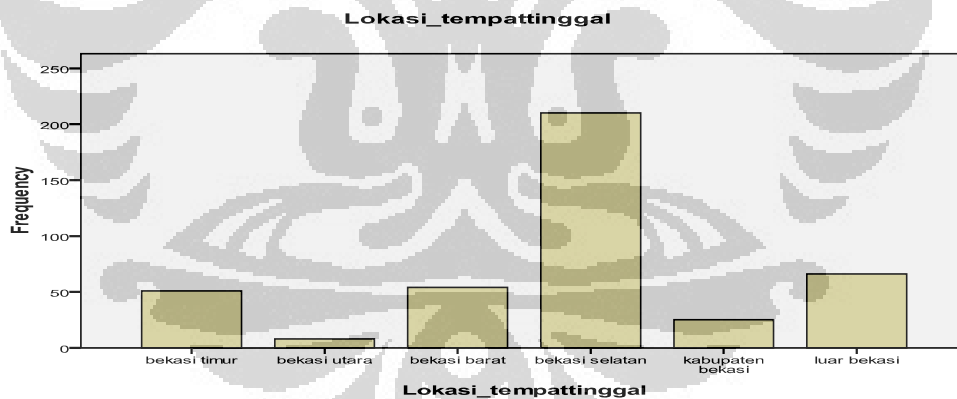 Lokasi_tempattinggal
250
200
150
100
50
0
Frequency
bekasi timur
bekasi utara
bekasi barat
bekasi selatan
kabupaten
bekasi
luar bekasi
Lokasi_tempattinggal